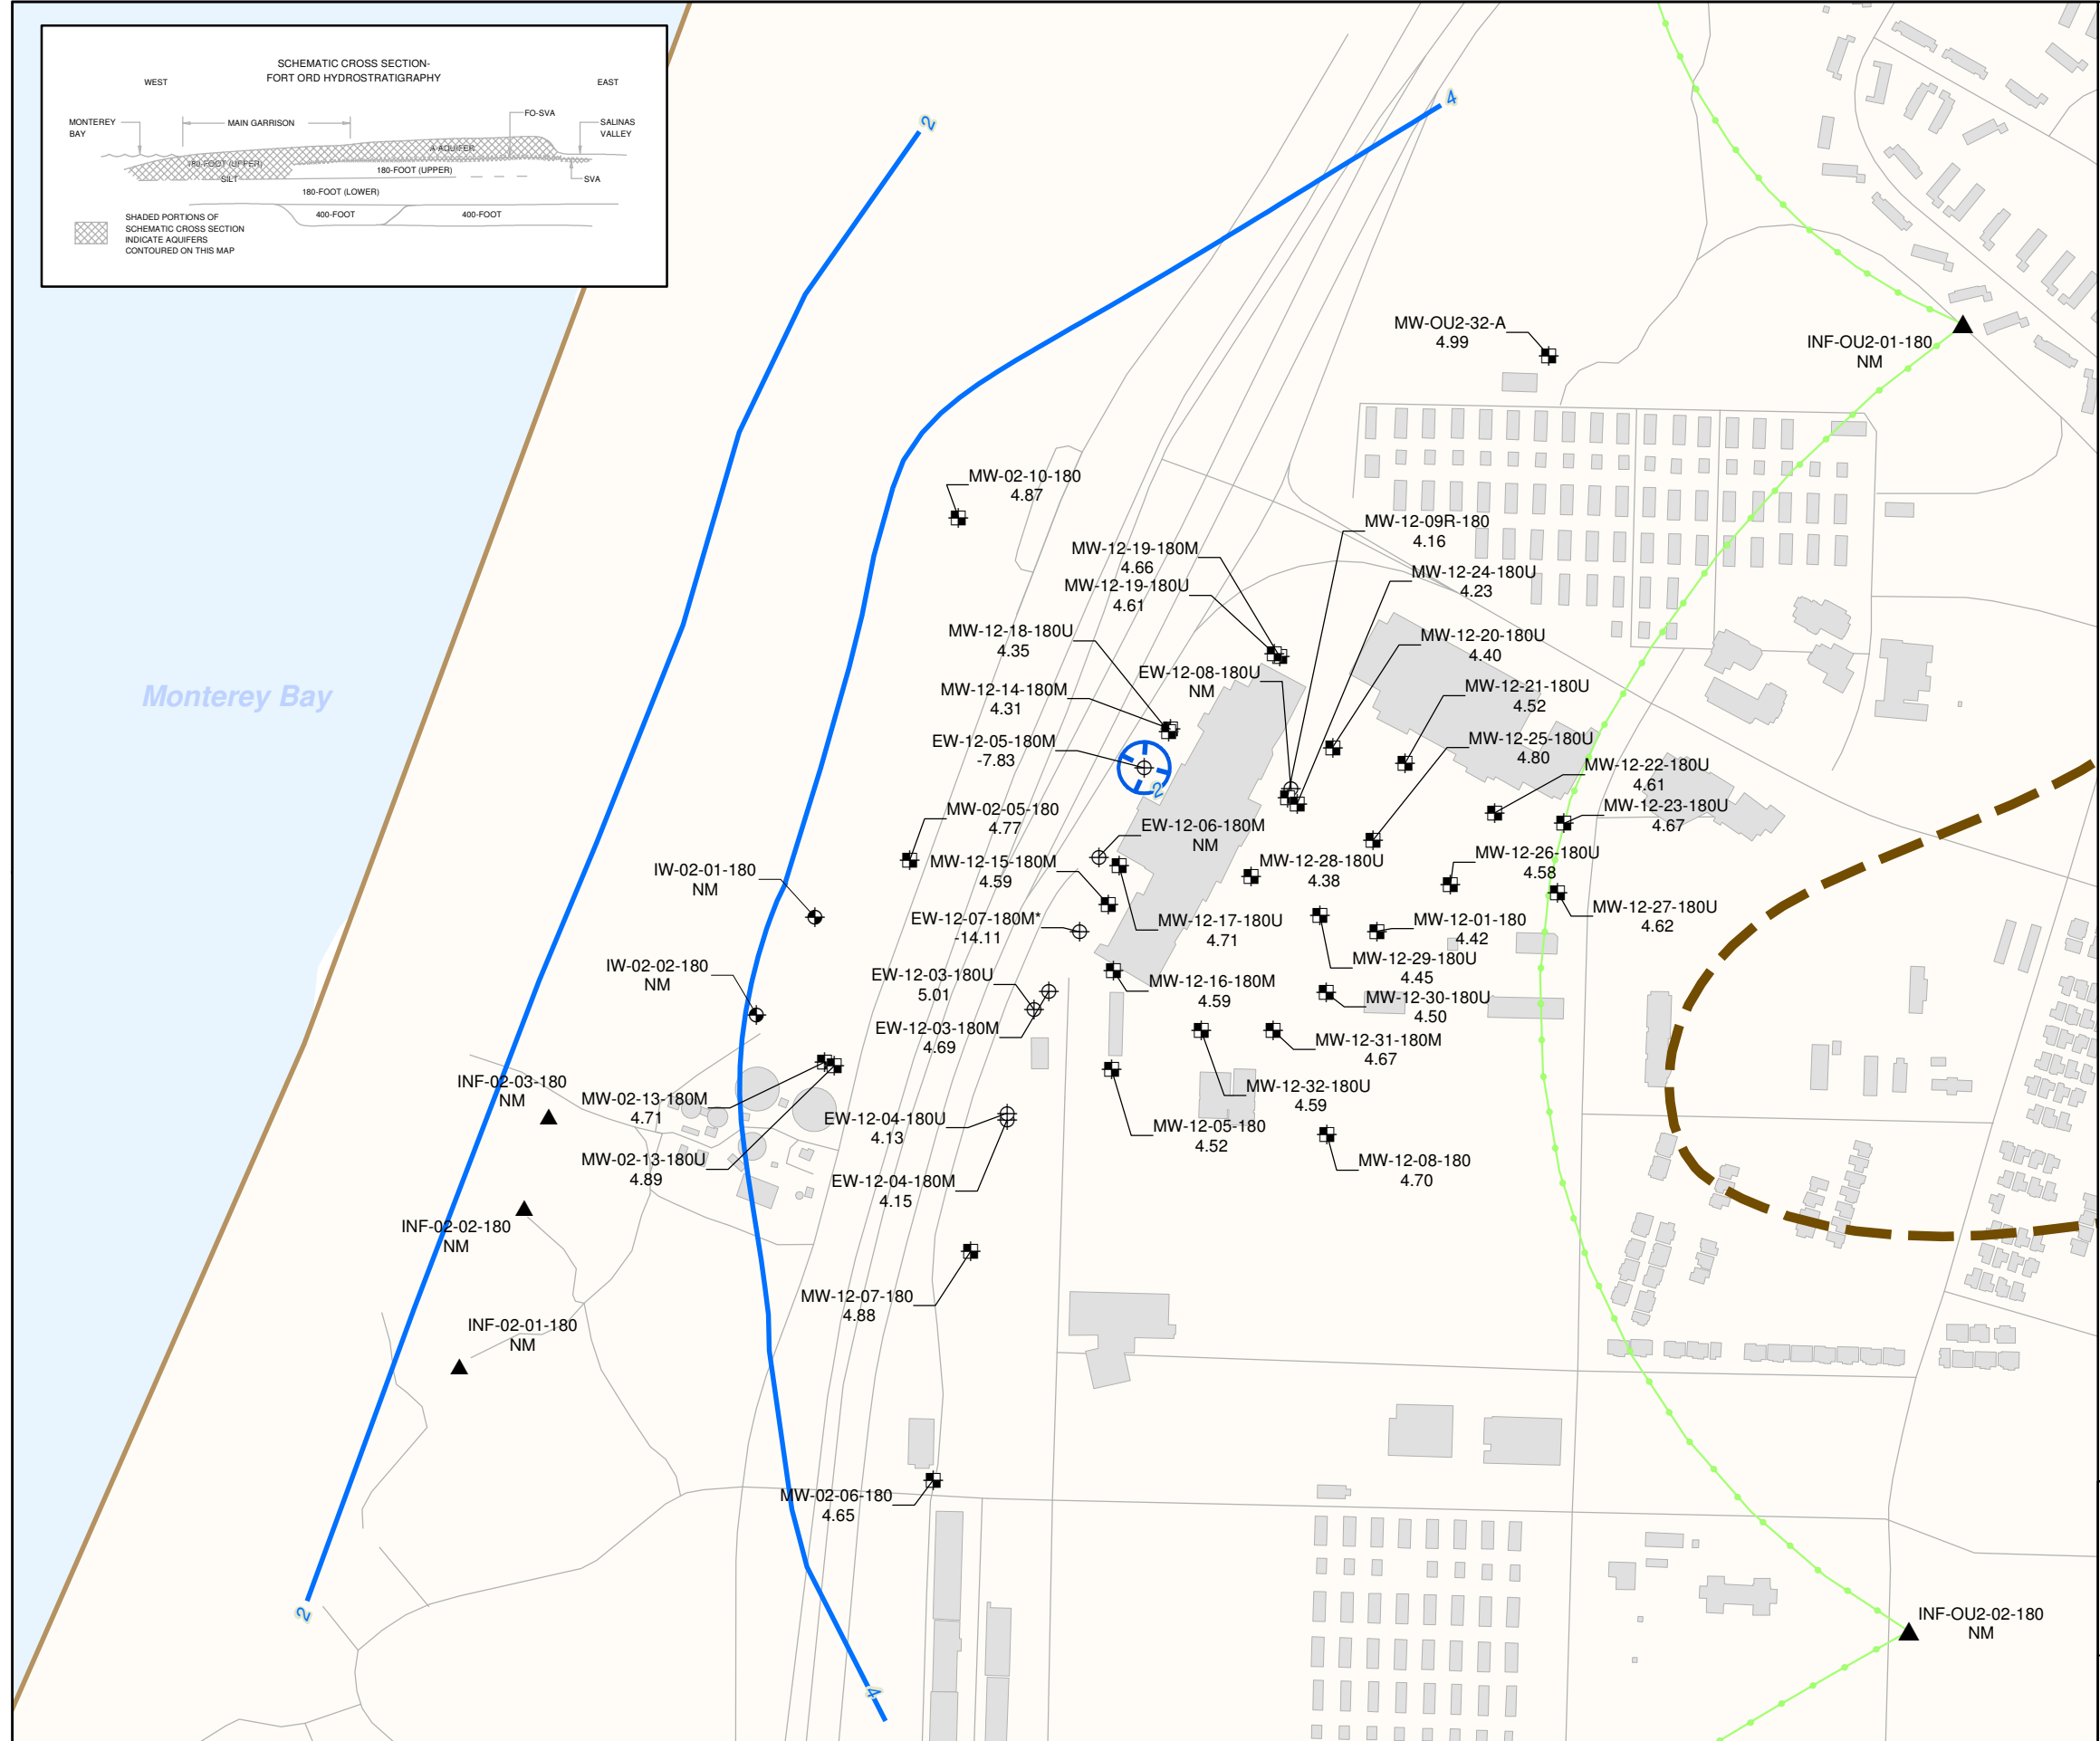 SCHEMATIC CROSS SECTION-
FORT ORD HYDROSTRATIGRAPHY
WEST
EAST
MONTEREY
BAY
MAIN GARRISON
FO-SVA
SALINAS
VALLEY
A-AQUIFER
180-FOOT (UPPER)
180-FOOT (UPPER)
SILT
SVA
180-FOOT (LOWER)
400-FOOT
400-FOOT
SHADED PORTIONS OF
SCHEMATIC CROSS SECTION
INDICATE AQUIFERS
CONTOURED ON THIS MAP
2
4
MW-OU2-32-A
4.99
INF-OU2-01-180
NM
MW-02-10-180
4.87
MW-12-09R-180
4.16
MW-12-19-180M
4.66
MW-12-24-180U
4.23
MW-12-19-180U
4.61
MW-12-18-180U
4.35
MW-12-20-180U
4.40
EW-12-08-180U
NM
MW-12-14-180M
4.31
MW-12-21-180U
4.52
Monterey Bay
EW-12-05-180M
-7.83
MW-12-25-180U
4.80
MW-12-22-180U
4.61
2
MW-02-05-180
4.77
MW-12-23-180U
4.67
EW-12-06-180M
NM
MW-12-15-180M
4.59
MW-12-28-180U
4.38
MW-12-26-180U
4.58
IW-02-01-180
NM
EW-12-07-180M*
-14.11
MW-12-17-180U
4.71
MW-12-01-180
4.42
MW-12-27-180U
4.62
IW-02-02-180
NM
EW-12-03-180U
5.01
MW-12-29-180U
4.45
MW-12-16-180M
4.59
MW-12-30-180U
4.50
EW-12-03-180M
4.69
MW-12-31-180M
4.67
INF-02-03-180
NM
MW-02-13-180M
4.71
MW-12-32-180U
4.59
EW-12-04-180U
4.13
MW-12-05-180
4.52
MW-02-13-180U
4.89
MW-12-08-180
4.70
EW-12-04-180M
4.15
INF-02-02-180
NM
MW-12-07-180
4.88
INF-02-01-180
NM
MW-02-06-180
4.65
2
INF-OU2-02-180
NM
4